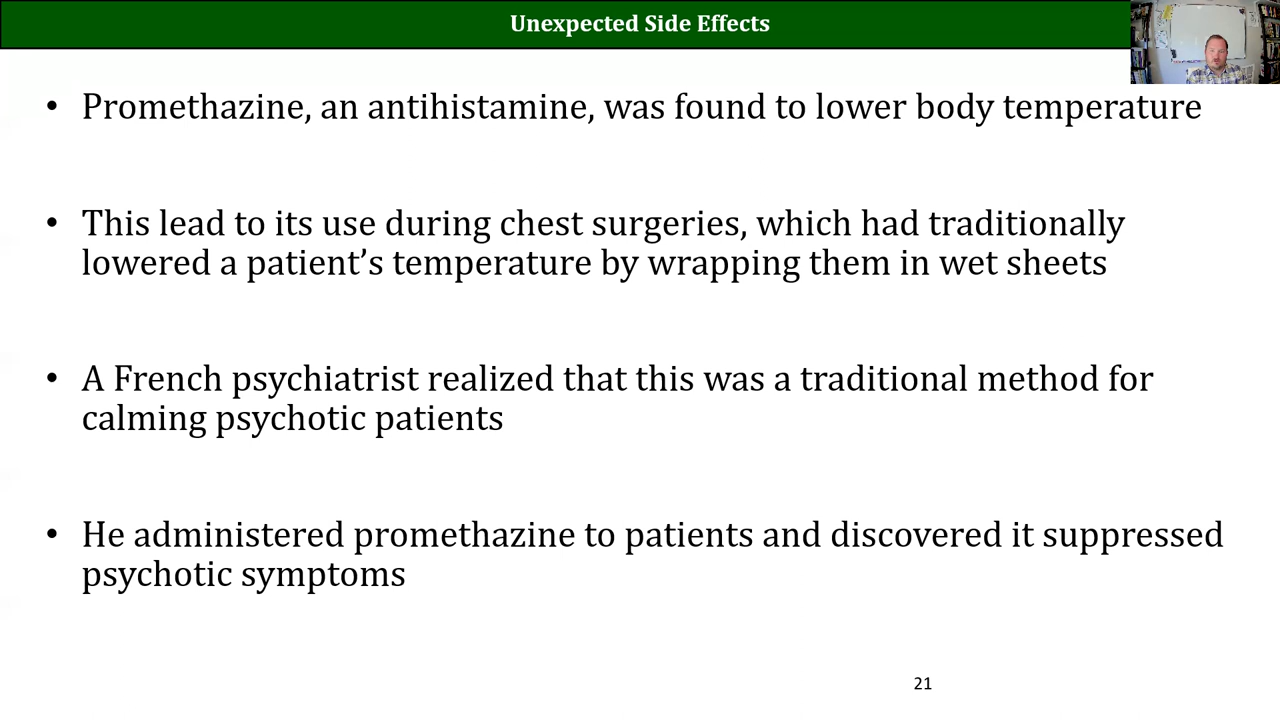 Unexpected Side Effects
• Promethazine, an antihistamine, was found to lower body temperature
• This lead to its use during chest surgeries, which had traditionally
lowered a patient’s temperature by wrapping them in wet sheets
• A French psychiatrist realized that this was a traditional method for
calming psychotic patients
• He administered promethazine to patients and discovered it suppressed
psychotic symptoms
21